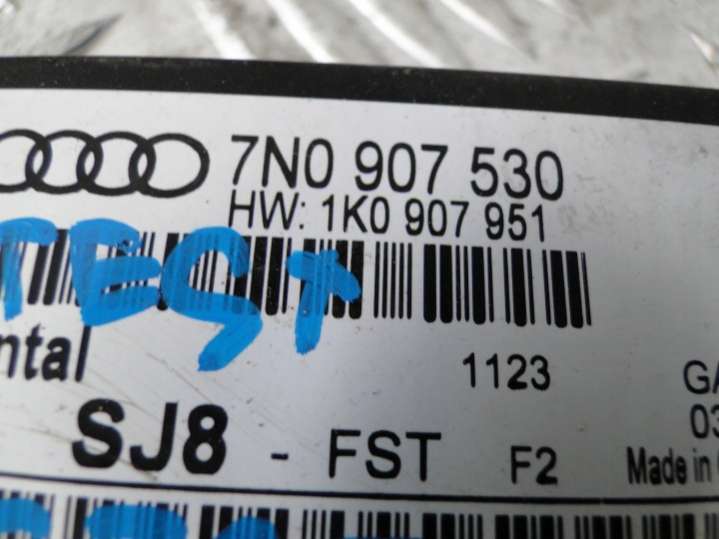 7N0 907 530
HW: 1K0 907 951
TEST
ntal
1123
GA
SJ8 - FST F2
03
Made in